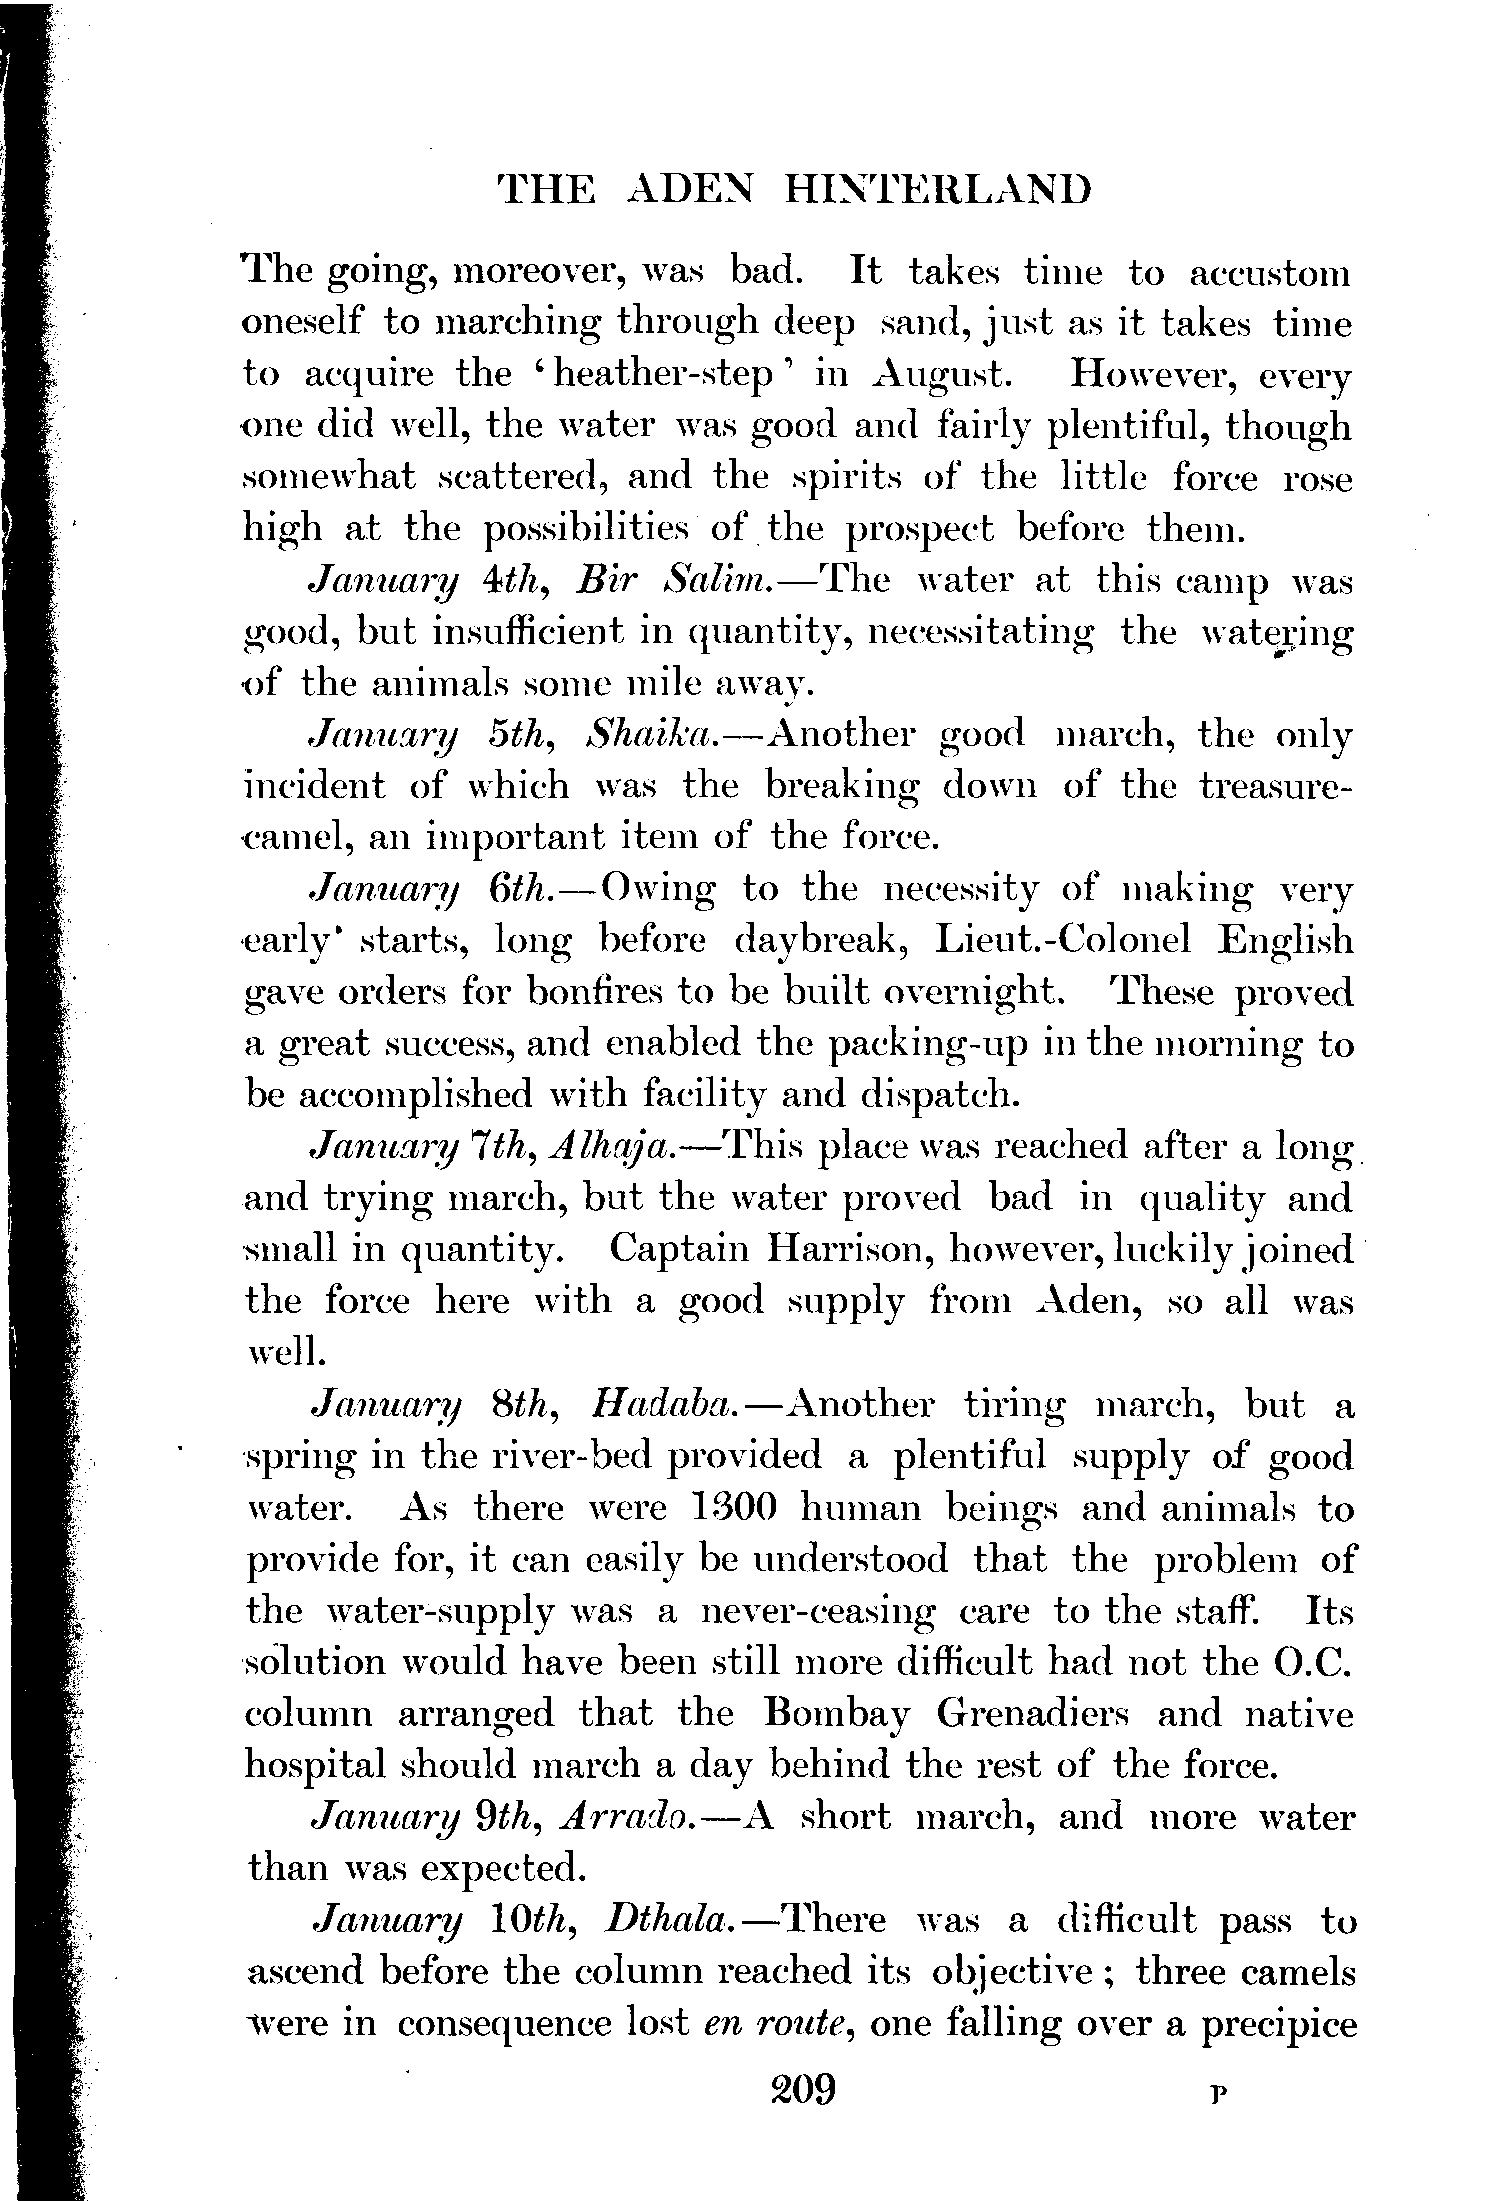 THE ADEN HINTERLAND
The going, moreover, was bad. It takes time to accustom
oneself to marching through deep sand, just as it takes time
to acquire the ‘heather-step’ in August. However, every
one did well, the water was good and fairly plentiful, though
somewhat scattered, and the spirits of the little force rose
high at the possibilities of the prospect before them.
January 4th, Bir Salim.—The water at this camp was
good, but insufficient in quantity, necessitating the watering
of the animals some mile away.
January 5th, Shaika.—Another good march, the only
incident of which was the breaking down of the treasure-
camel, an important item of the force.
January 6th.—Owing to the necessity of making very
early starts, long before daybreak, Lieut.-Colonel English
gave orders for bonfires to be built overnight. These proved
a great success, and enabled the packing-up in the morning to
be accomplished with facility and dispatch.
January 7th, Alhaja.—This place was reached after a long
and trying march, but the water proved bad in quality and
small in quantity. Captain Harrison, however, luckily joined
the force here with a good supply from Aden, so all was
well.
January 8th, Hadaba.—Another tiring march, but a
spring in the river-bed provided a plentiful supply of good
water. As there were 1300 human beings and animals to
provide for, it can easily be understood that the problem of
the water-supply was a never-ceasing care to the staff. Its
solution would have been still more difficult had not the O.C.
column arranged that the Bombay Grenadiers and native
hospital should march a day behind the rest of the force.
January 9th, Arrado.—A short march, and more water
than was expected.
January 10th, Dthala.—There was a difficult pass to
ascend before the column reached its objective; three camels
were in consequence lost en route, one falling over a precipice
209 P